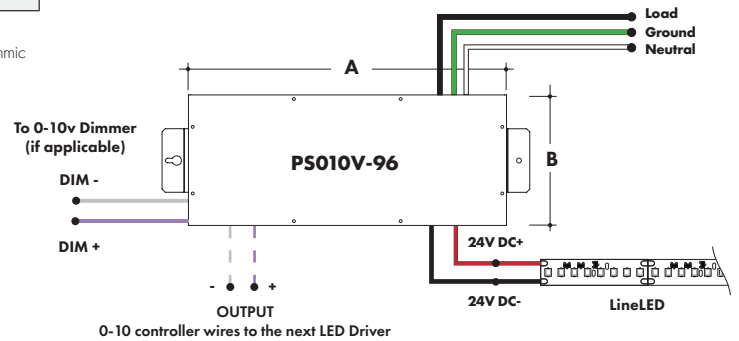 Load
Ground
Neutral
A
To 0-10v Dimmer
(if applicable)
PS010V-96
B
DIM -
DIM +
24V DC+
24V DC-
LineLED
- +
OUTPUT
0-10 controller wires to the next LED Driver